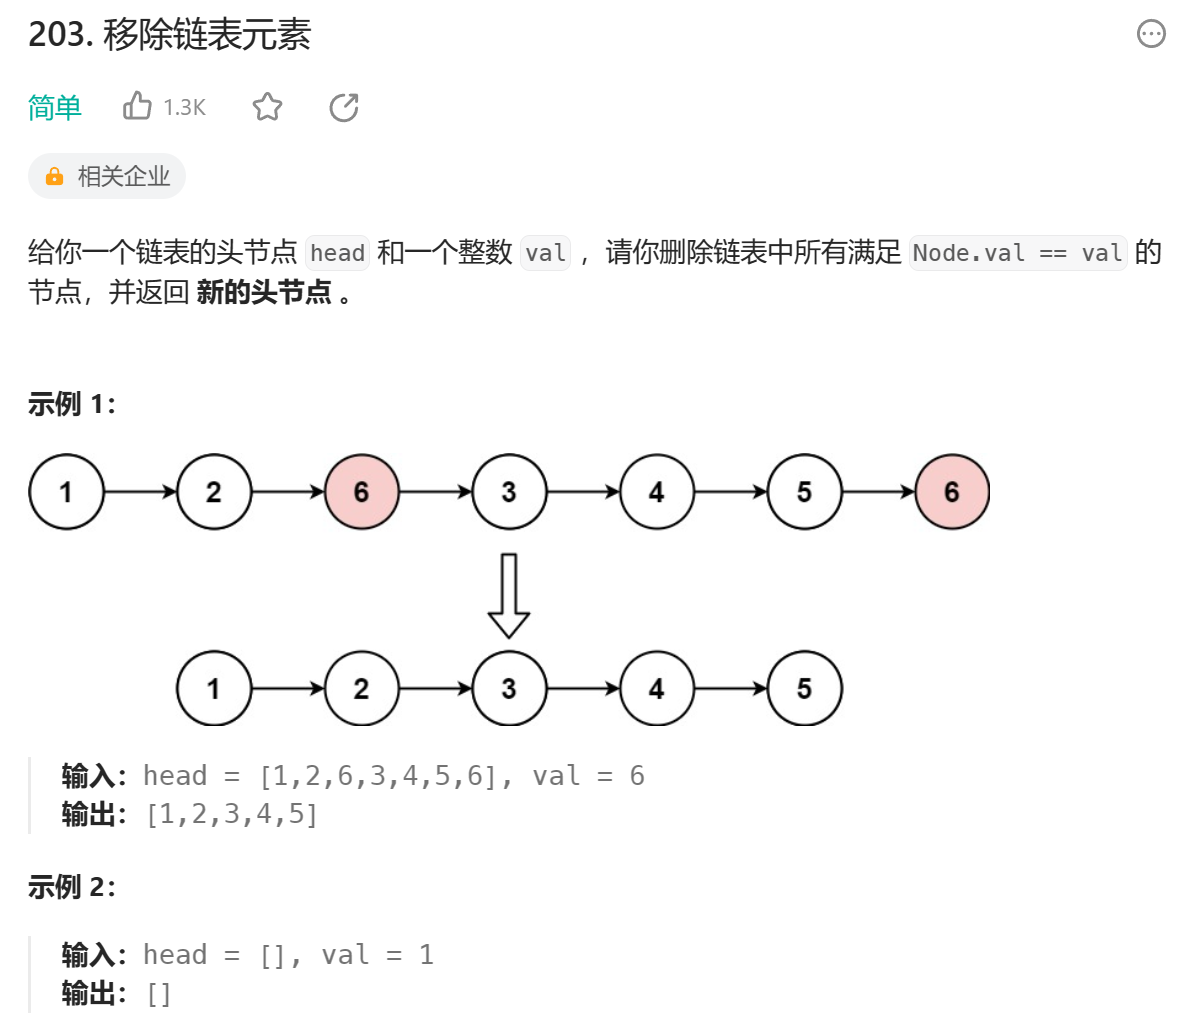 203. 移除链表元素
简单 1.3K
相关企业
给你一个链表的头节点 head 和一个整数 val ，请你删除链表中所有满足 Node.val == val 的
节点，并返回 新的头节点 。
示例 1：
1 2 6 3 4 5 6
1 2 3 4 5
输入：head = [1,2,6,3,4,5,6], val = 6
输出：[1,2,3,4,5]
示例 2：
输入：head = [], val = 1
输出：[]